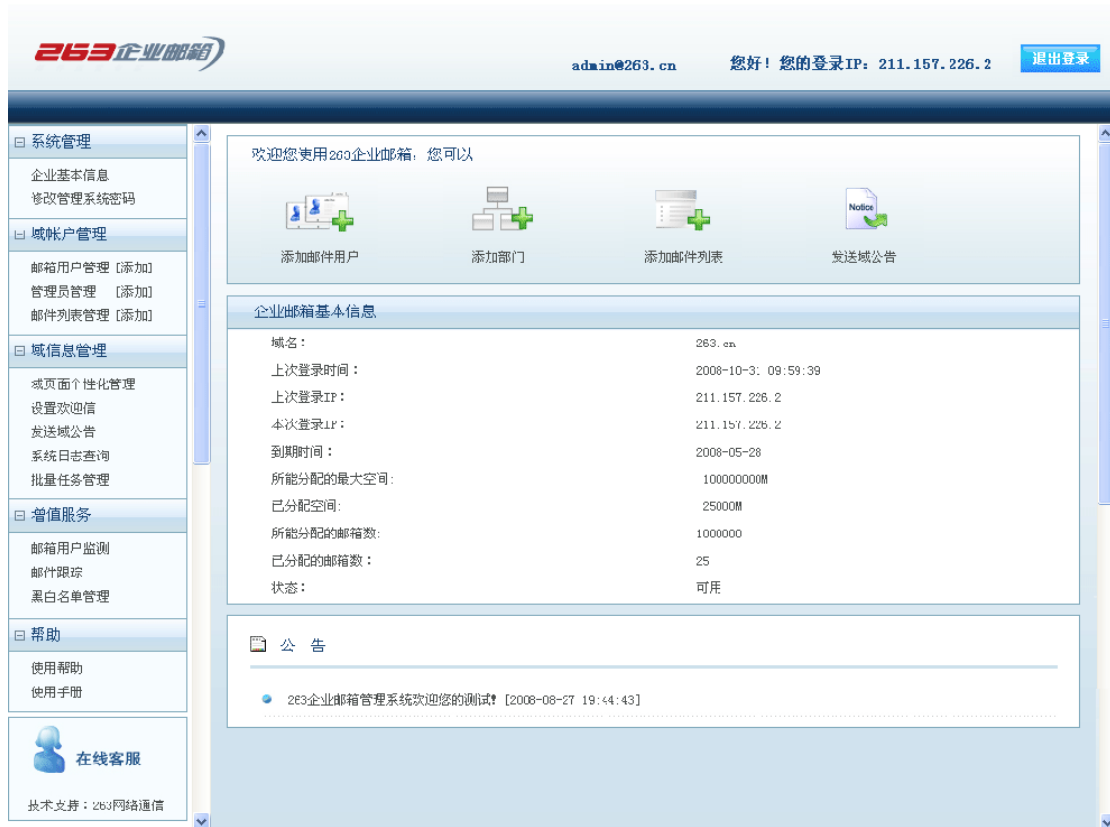 263企业邮箱
admin@263.cn 您好！您的登录IP：211.157.226.2 退出登录
系统管理
企业基本信息
修改管理系统密码
域帐户管理
邮箱用户管理 [添加]
管理员管理 [添加]
邮件列表管理 [添加]
域信息管理
域页面个性化管理
设置欢迎信
发送域公告
系统日志查询
批量任务管理
增值服务
邮箱用户监测
邮件跟踪
黑白名单管理
帮助
使用帮助
使用手册
在线客服
技术支持：263网络通信
欢迎您使用263企业邮箱，您可以
添加邮件用户 添加部门 添加邮件列表 Notice 发送域公告
企业邮箱基本信息
域名： 263.cn
上次登录时间： 2008-10-31 09:59:39
上次登录IP： 211.157.226.2
本次登录IP： 211.157.226.2
到期时间： 2008-05-28
所能分配的最大空间: 100000000M
已分配空间: 25000M
所能分配的邮箱数: 1000000
已分配的邮箱数： 25
状态： 可用
公 告
263企业邮箱管理系统欢迎您的测试! [2008-08-27 19:44:43]